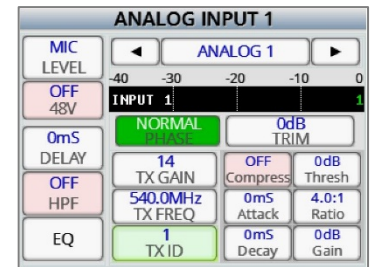 ANALOG INPUT 1
MIC
LEVEL
◄ ANALOG 1 ►
-40 -30 -20 -10 0
OFF
48V
INPUT 1 1
NORMAL
PHASE
0dB
TRIM
0mS
DELAY
14
TX GAIN
OFF
Compress
0dB
Thresh
OFF
HPF
540.0MHz
TX FREQ
0mS
Attack
4.0:1
Ratio
EQ
1
TX ID
0mS
Decay
0dB
Gain